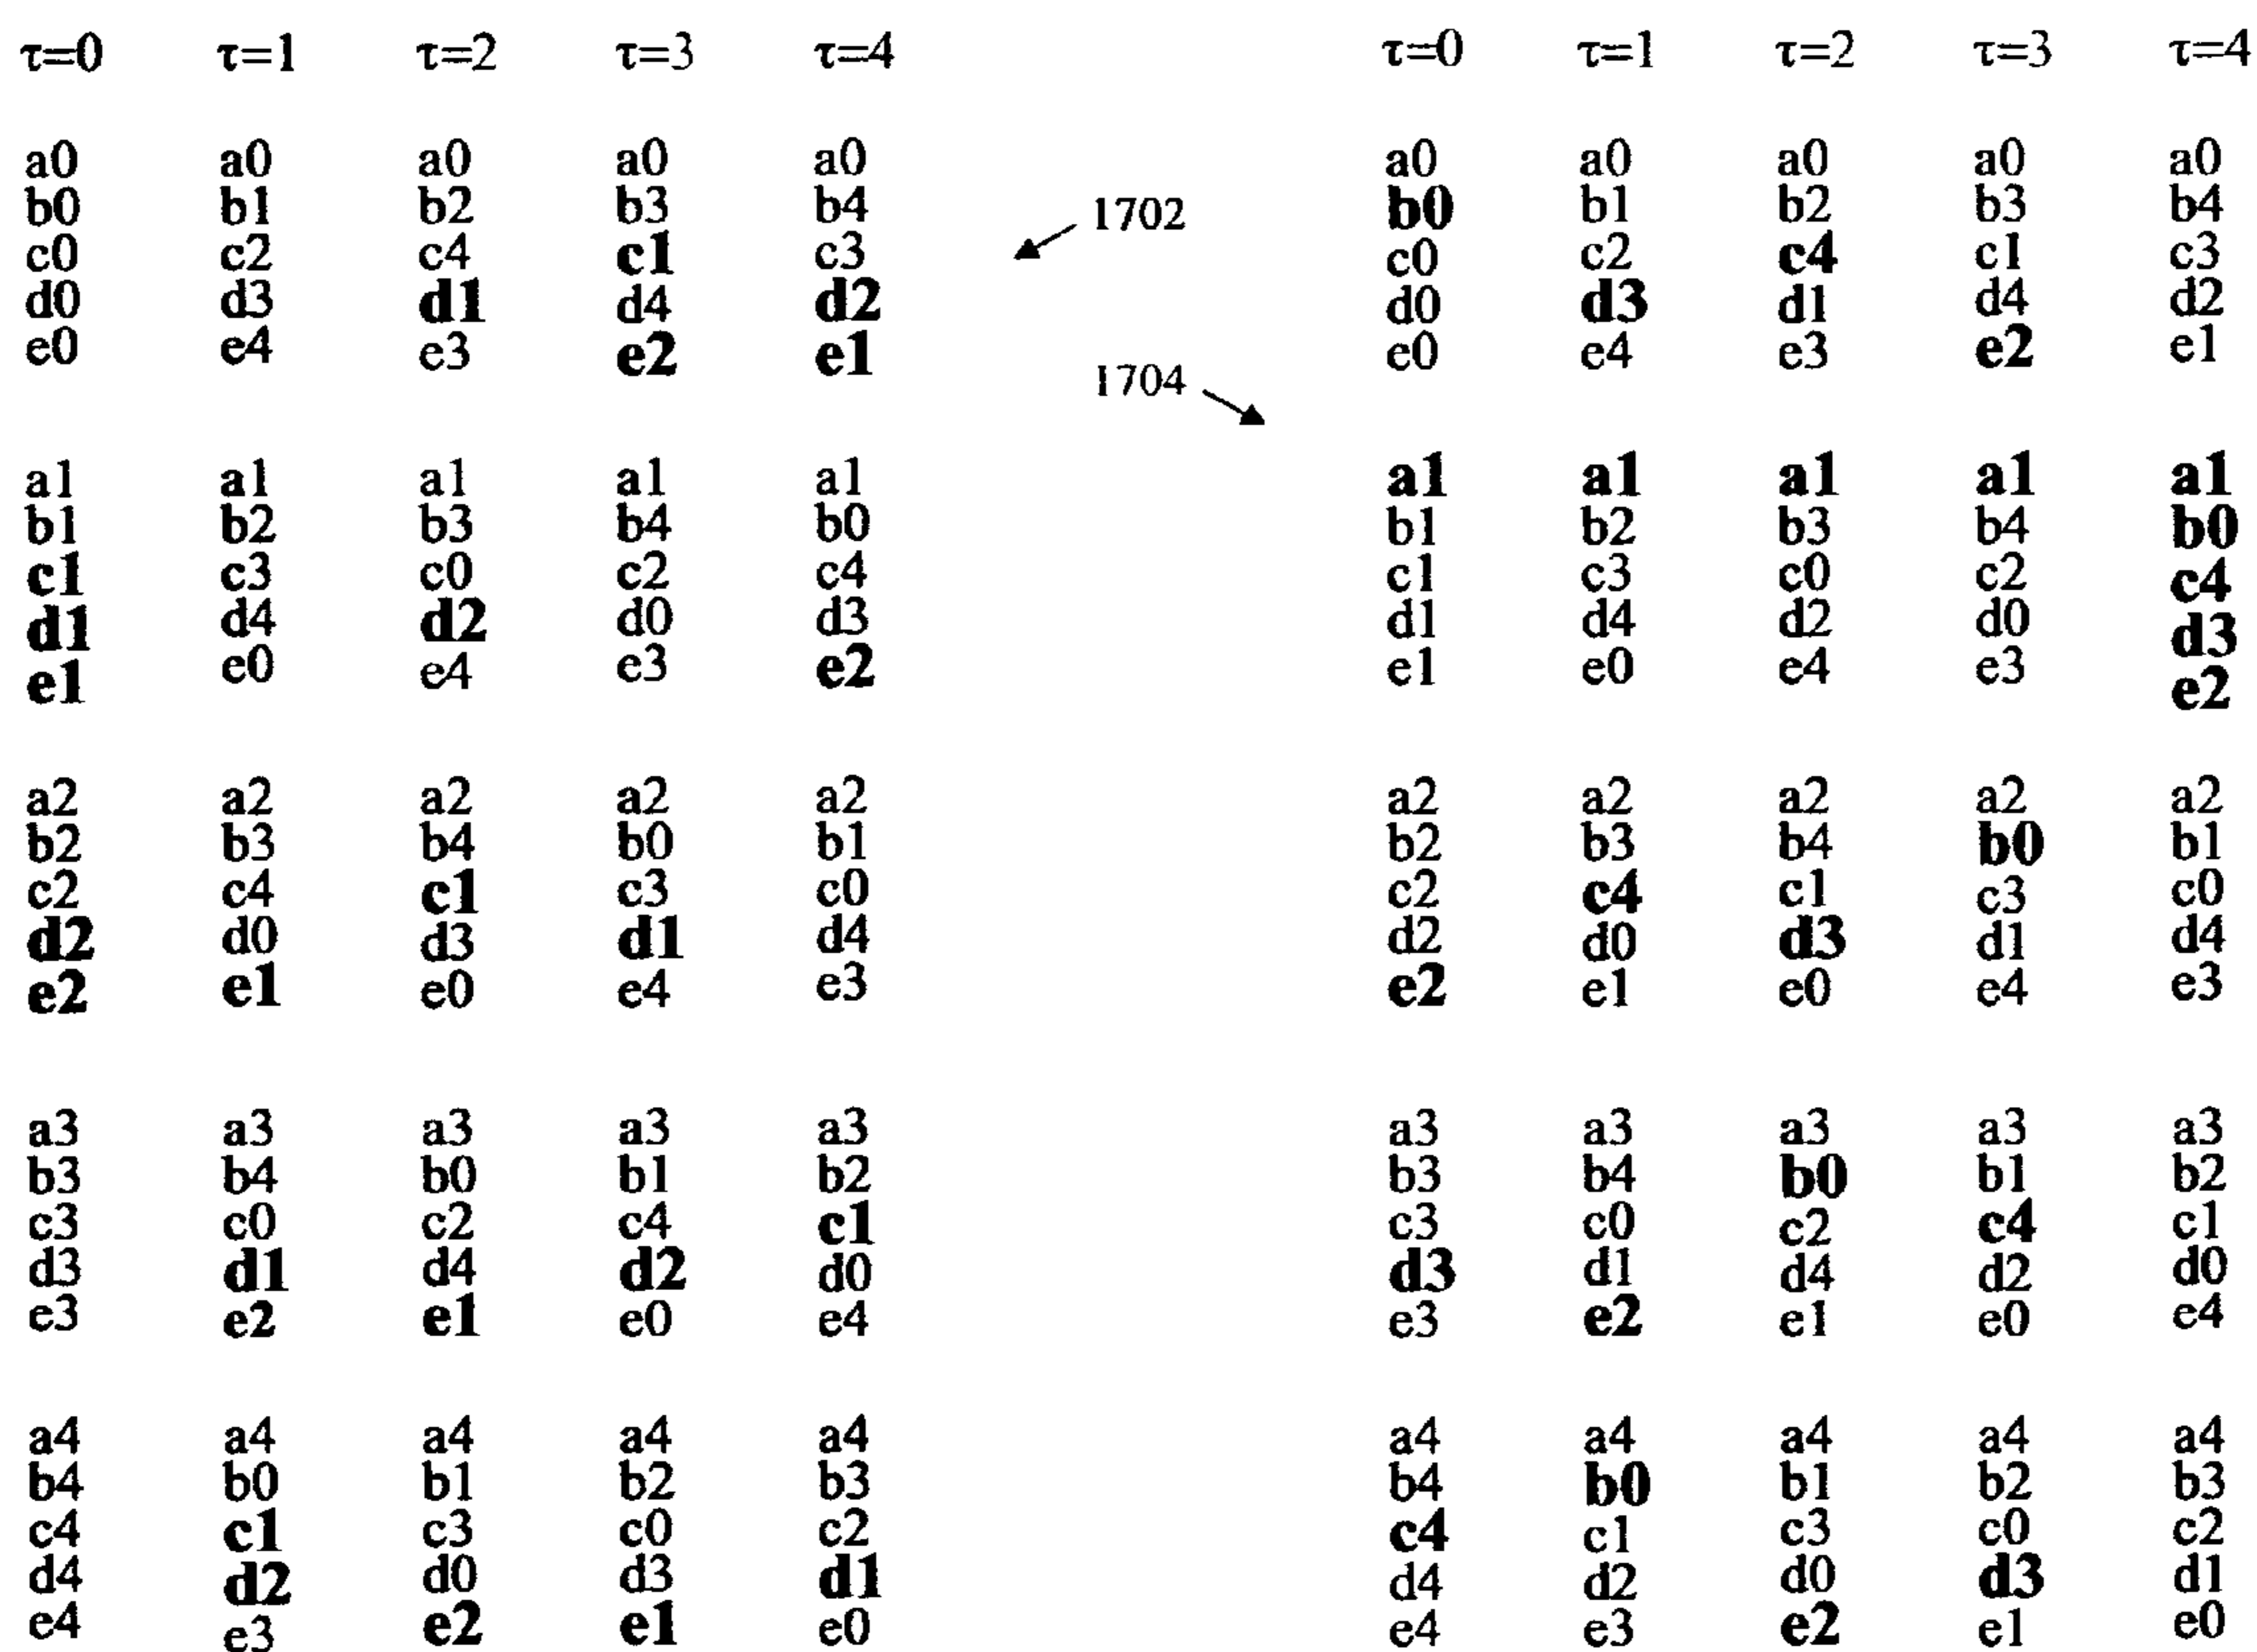 τ=0 τ=1 τ=2 τ=3 τ=4 τ=0 τ=1 τ=2 τ=3 τ=4
a0 a0 a0 a0 a0 a0 a0 a0 a0 a0
b0 b1 b2 b3 b4 1702 b0 b1 b2 b3 b4
c0 c2 c4 c1 c3 c0 c2 c4 c1 c3
d0 d3 d1 d4 d2 d0 d3 d1 d4 d2
e0 e4 e3 e2 e1 e0 e4 e3 e2 e1
1704
a1 a1 a1 a1 a1 a1 a1 a1 a1 a1
b1 b2 b3 b4 b0 b1 b2 b3 b4 b0
c1 c3 c0 c2 c4 c1 c3 c0 c2 c4
d1 d4 d2 d0 d3 d1 d4 d2 d0 d3
e1 e0 e4 e3 e2 e1 e0 e4 e3 e2
a2 a2 a2 a2 a2 a2 a2 a2 a2 a2
b2 b3 b4 b0 b1 b2 b3 b4 b0 b1
c2 c4 c1 c3 c0 c2 c4 c1 c3 c0
d2 d0 d3 d1 d4 d2 d0 d3 d1 d4
e2 e1 e0 e4 e3 e2 e1 e0 e4 e3
a3 a3 a3 a3 a3 a3 a3 a3 a3 a3
b3 b4 b0 b1 b2 b3 b4 b0 b1 b2
c3 c0 c2 c4 c1 c3 c0 c2 c4 c1
d3 d1 d4 d2 d0 d3 d1 d4 d2 d0
e3 e2 e1 e0 e4 e3 e2 e1 e0 e4
a4 a4 a4 a4 a4 a4 a4 a4 a4 a4
b4 b0 b1 b2 b3 b4 b0 b1 b2 b3
c4 c1 c3 c0 c2 c4 c1 c3 c0 c2
d4 d2 d0 d3 d1 d4 d2 d0 d3 d1
e4 e3 e2 e1 e0 e4 e3 e2 e1 e0